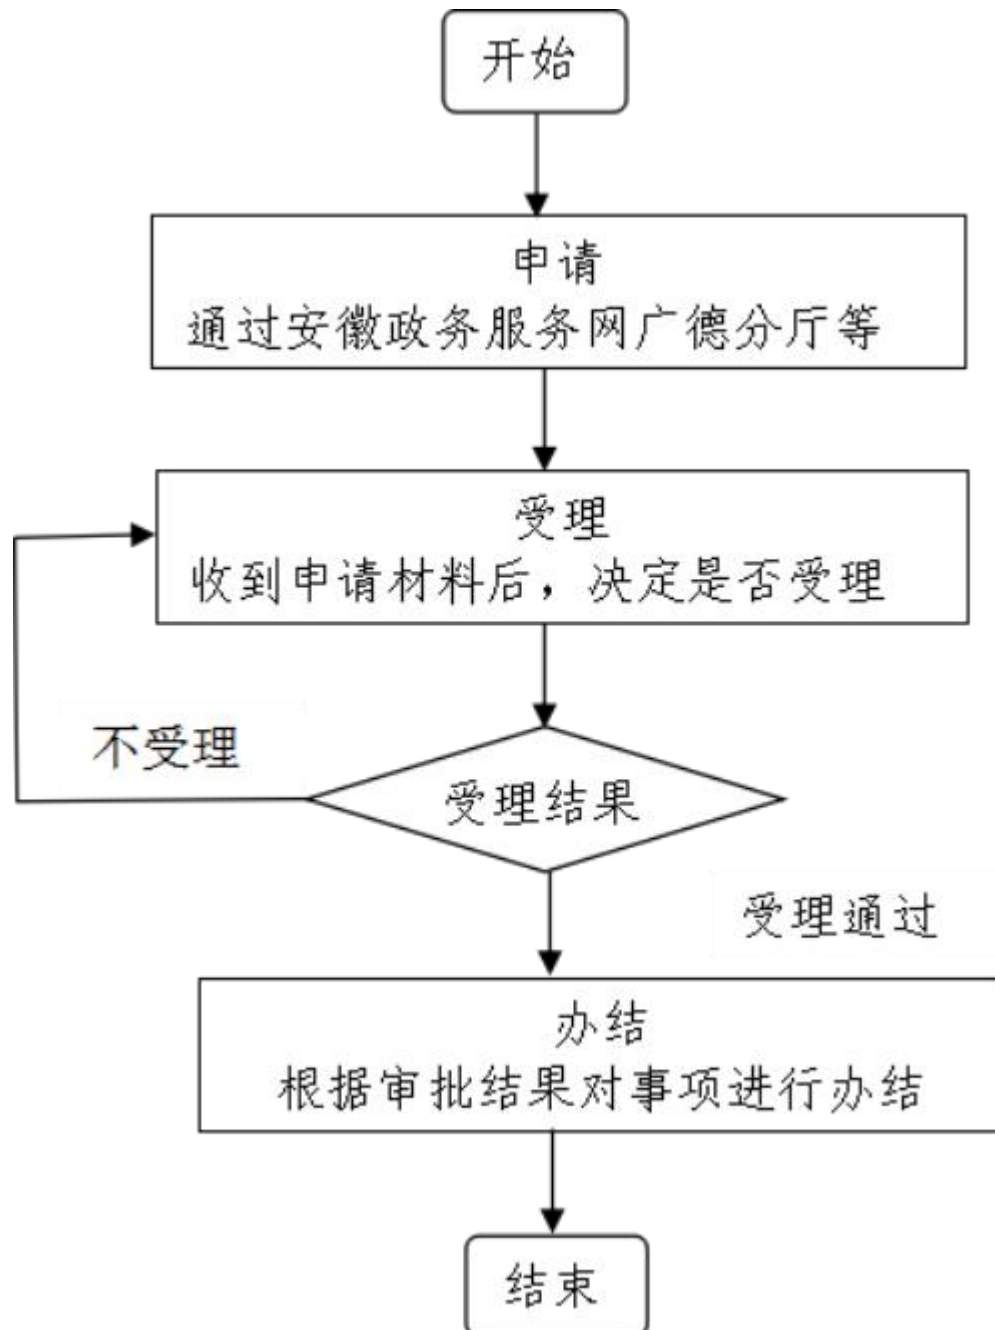 开始
申请
通过安徽政务服务网广德分厅等
受理
收到申请材料后，决定是否受理
不受理
受理结果
受理通过
办结
根据审批结果对事项进行办结
结束